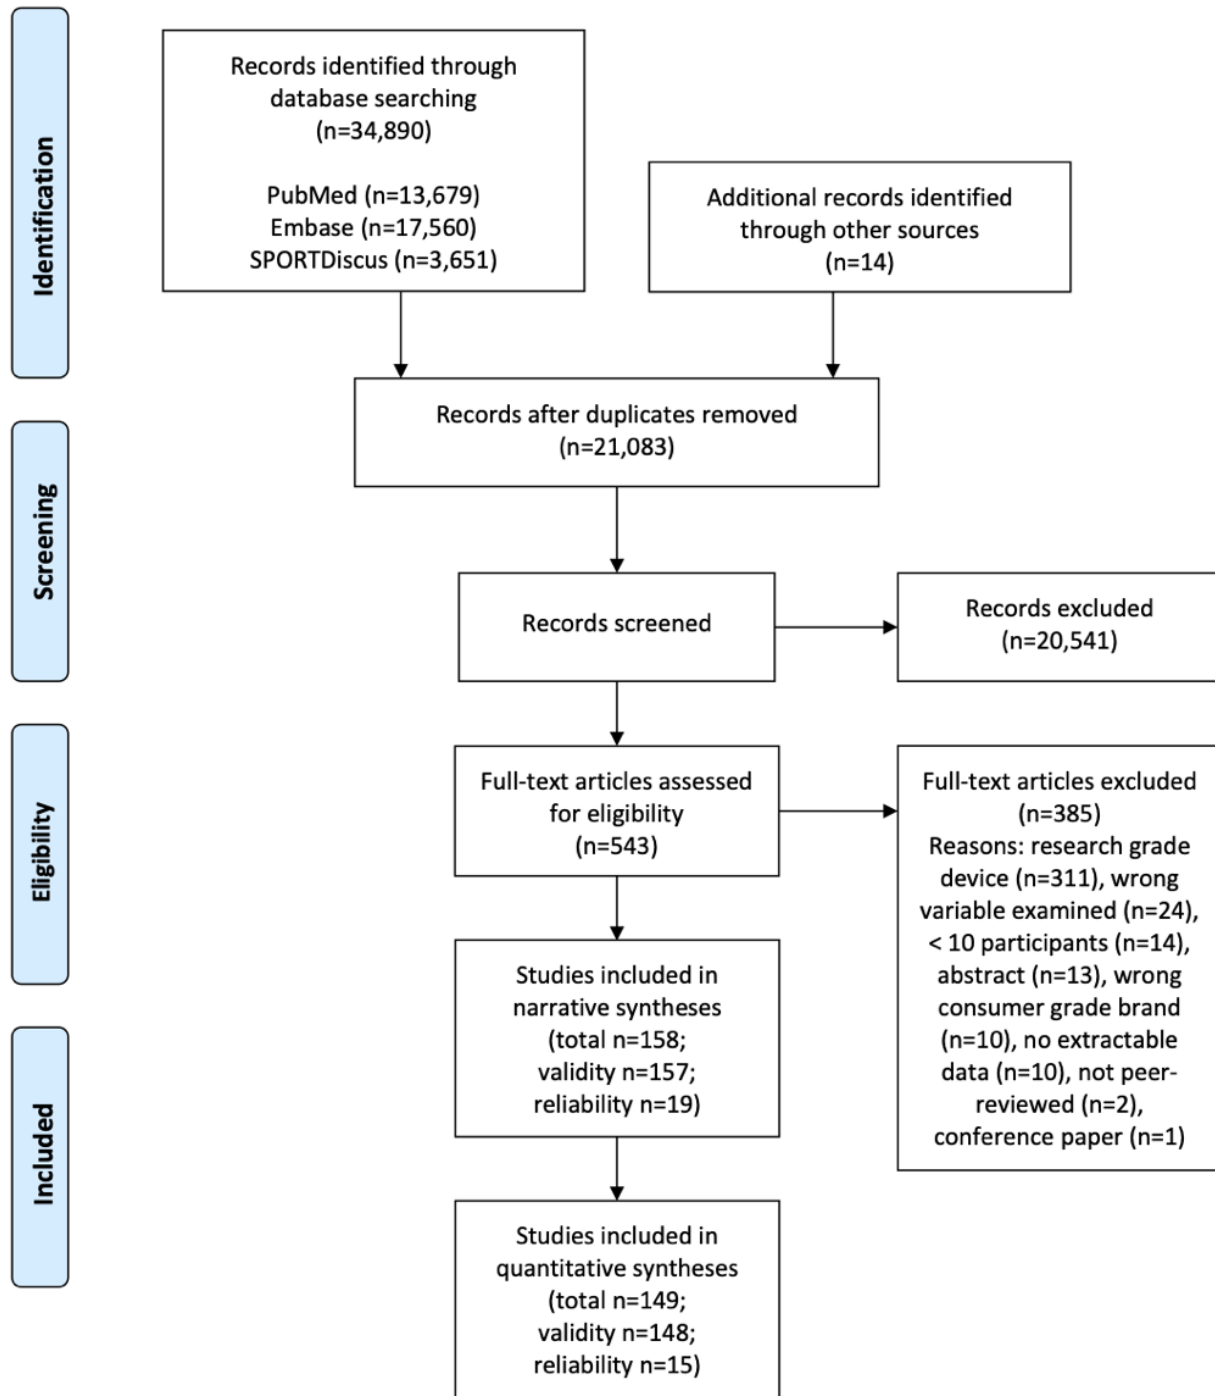 Identification
Records identified through
database searching
(n=34,890)
PubMed (n=13,679)
Embase (n=17,560)
SPORTDiscus (n=3,651)
Additional records identified
through other sources
(n=14)
Records after duplicates removed
(n=21,083)
Screening
Records screened
Records excluded
(n=20,541)
Eligibility
Full-text articles assessed
for eligibility
(n=543)
Full-text articles excluded
(n=385)
Reasons: research grade
device (n=311), wrong
variable examined (n=24),
< 10 participants (n=14),
abstract (n=13), wrong
consumer grade brand
(n=10), no extractable
data (n=10), not peer-
reviewed (n=2),
conference paper (n=1)
Studies included in
narrative syntheses
(total n=158;
validity n=157;
reliability n=19)
Included
Studies included in
quantitative syntheses
(total n=149;
validity n=148;
reliability n=15)